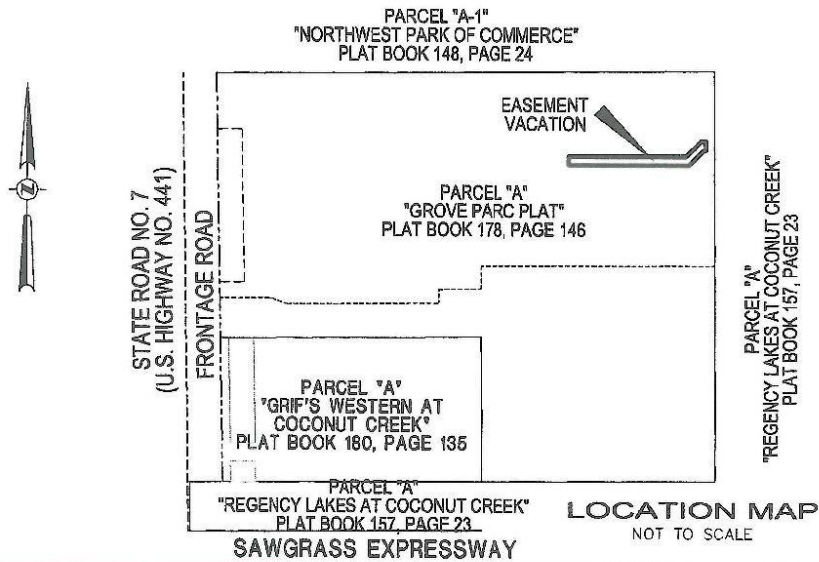 PARCEL "A-1"
"NORTHWEST PARK OF COMMERCE"
PLAT BOOK 148, PAGE 24
EASEMENT
VACATION
N
STATE ROAD NO. 7
(U.S. HIGHWAY NO. 441)
FRONTAGE ROAD
PARCEL "A"
"GROVE PARC PLAT"
PLAT BOOK 178, PAGE 146
PARCEL "A"
"REGENCY LAKES AT COCONUT CREEK"
PLAT BOOK 157, PAGE 23
PARCEL "A"
"GRIF'S WESTERN AT
COCONUT CREEK"
PLAT BOOK 180, PAGE 135
PARCEL "A"
"REGENCY LAKES AT COCONUT CREEK"
PLAT BOOK 157, PAGE 23
LOCATION MAP
NOT TO SCALE
SAWGRASS EXPRESSWAY